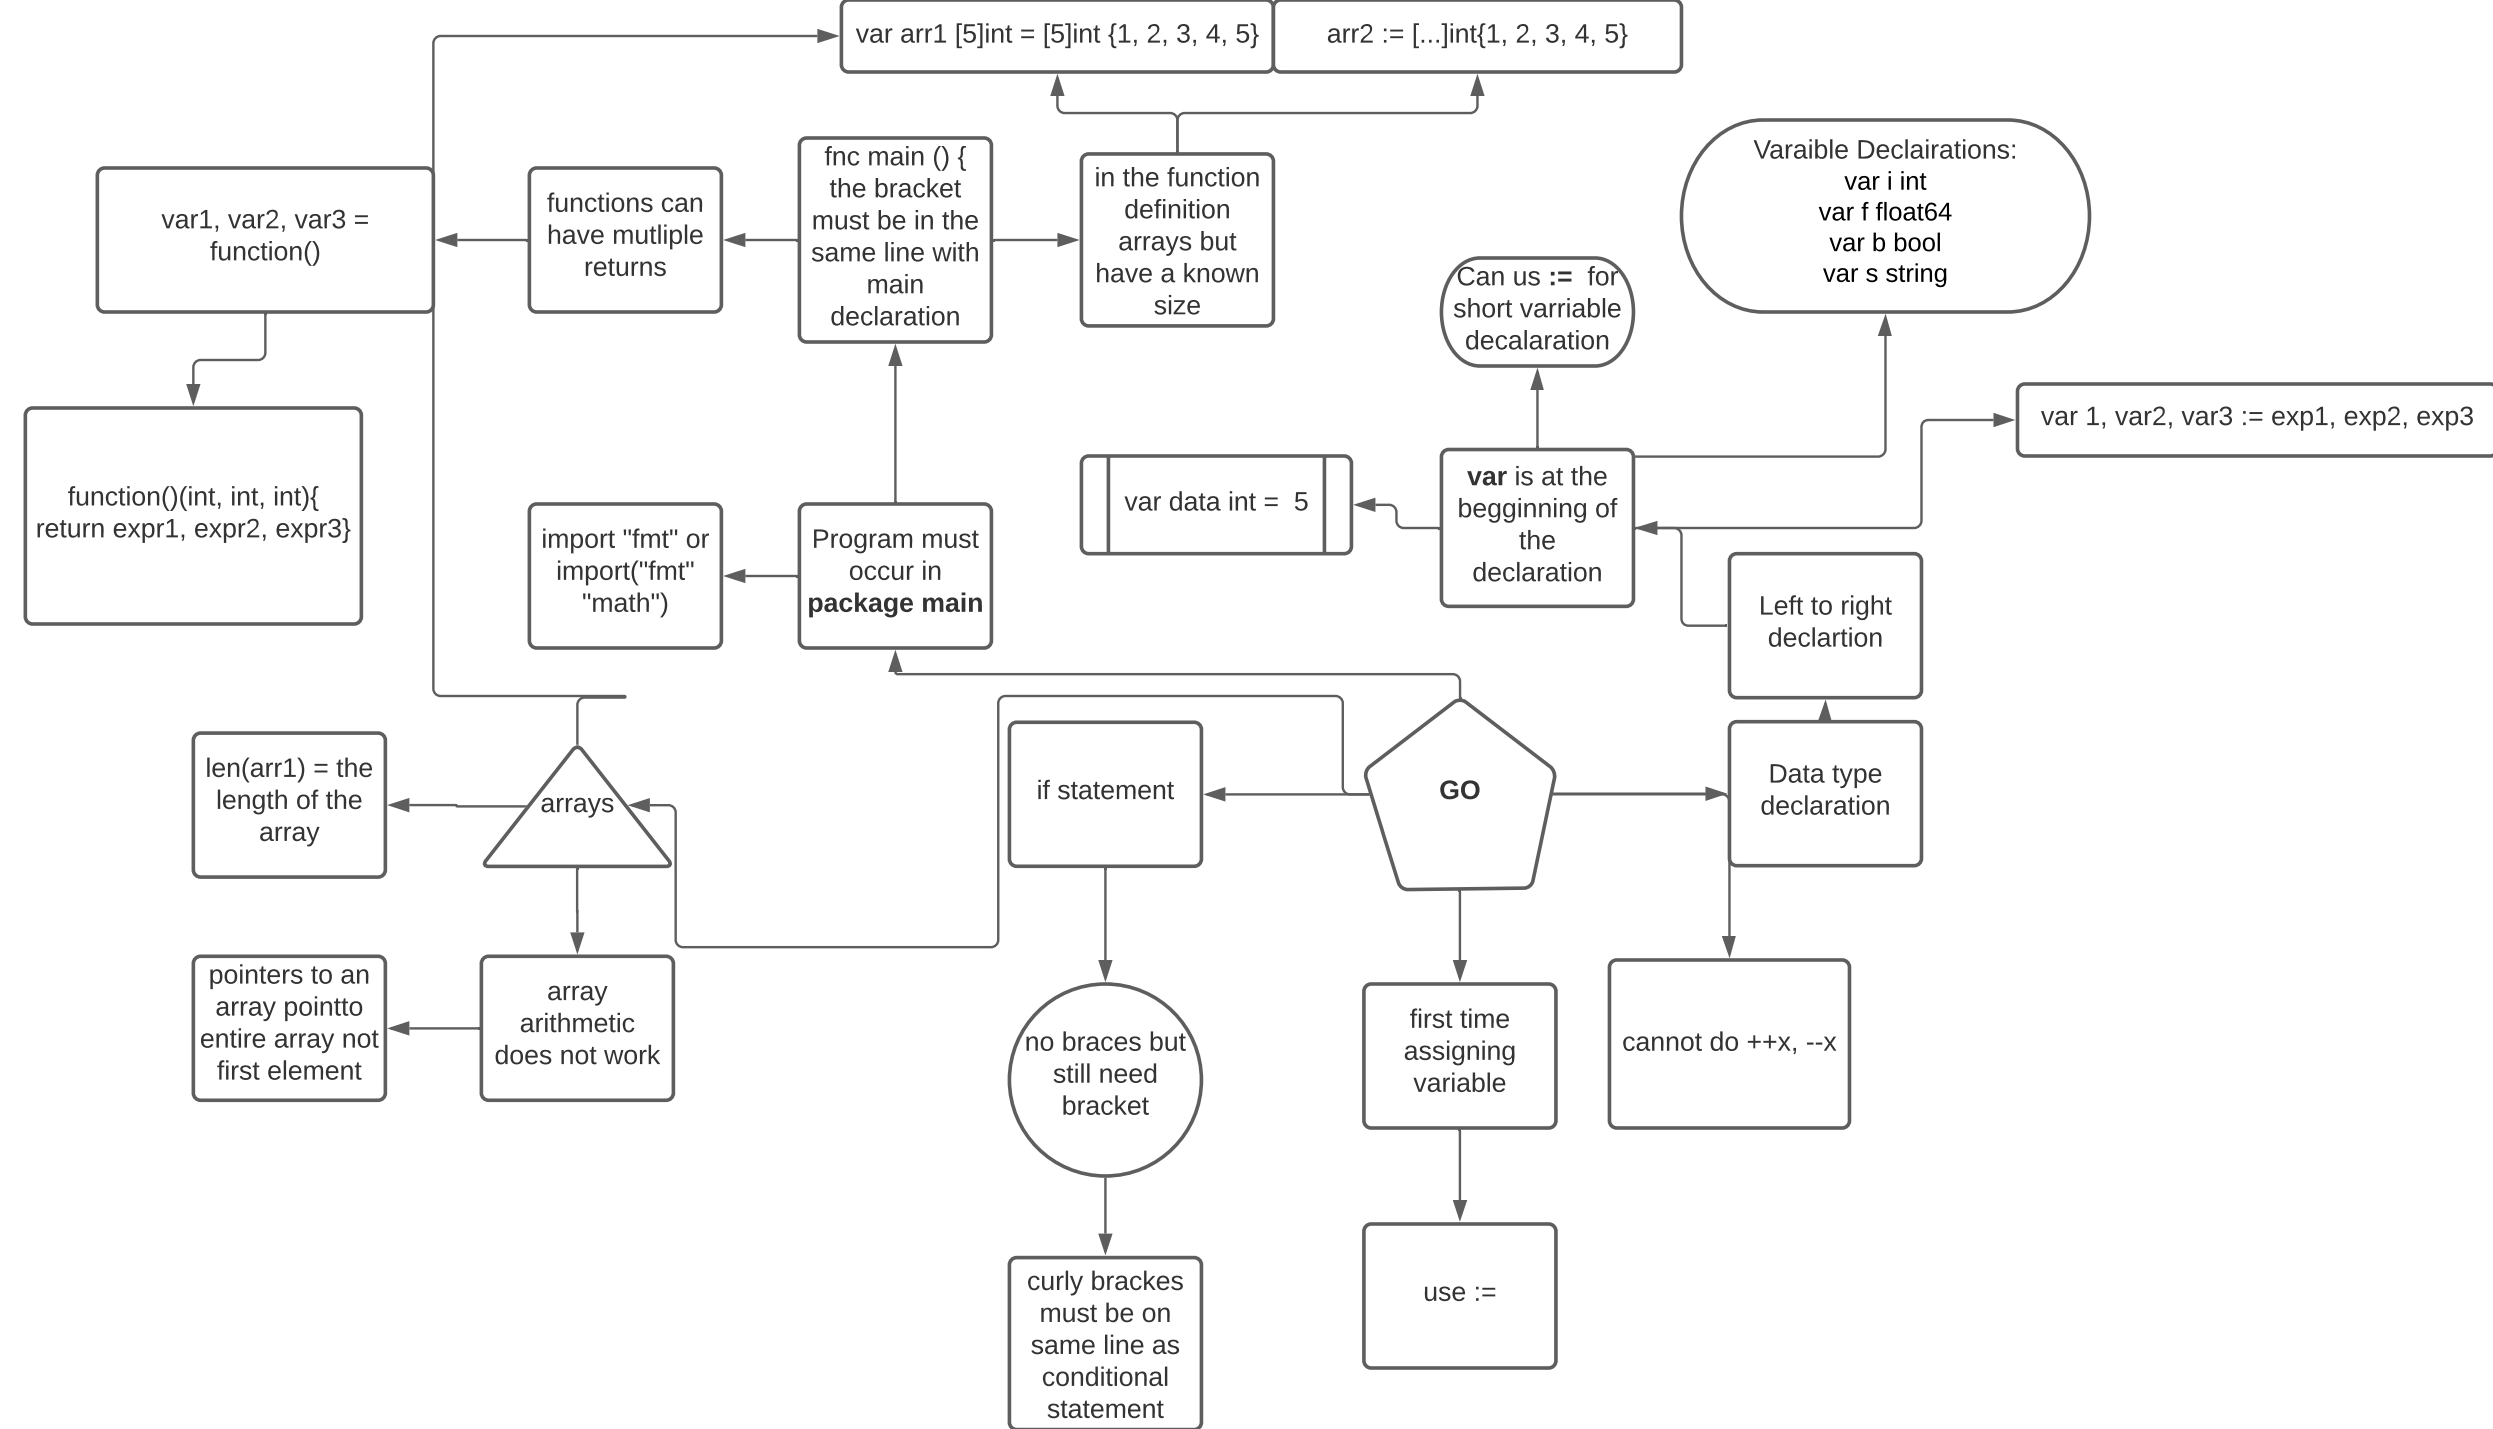 var arr1 [5]int = [5]int {1, 2, 3, 4, 5}
arr2 := [...]int{1, 2, 3, 4, 5}
var1, var2, var3 =
function()
functions can
have mutliple
returns
fnc main () {
the bracket
must be in the
same line with
main
declaration
in the function
definition
arrays but
have a known
size
Varaible Declairations:
var i int
var f float64
var b bool
var s string
Can us :=  for
short varriable
decalaration
function()(int, int, int){
return expr1, expr2, expr3}
import "fmt" or
import("fmt"
"math")
Program must
occur in
package main
var data int =  5
var is at the
begginning of
the
declaration
var 1, var2, var3 := exp1, exp2, exp3
Left to right
declartion
len(arr1) = the
length of the
array
arrays
if statement
GO
Data type
declaration
pointers to an
array pointto
entire array not
first element
array
arithmetic
does not work
no braces but
still need
bracket
first time
assigning
variable
cannot do ++x, --x
curly brackes
must be on
same line as
conditional
statement
use :=